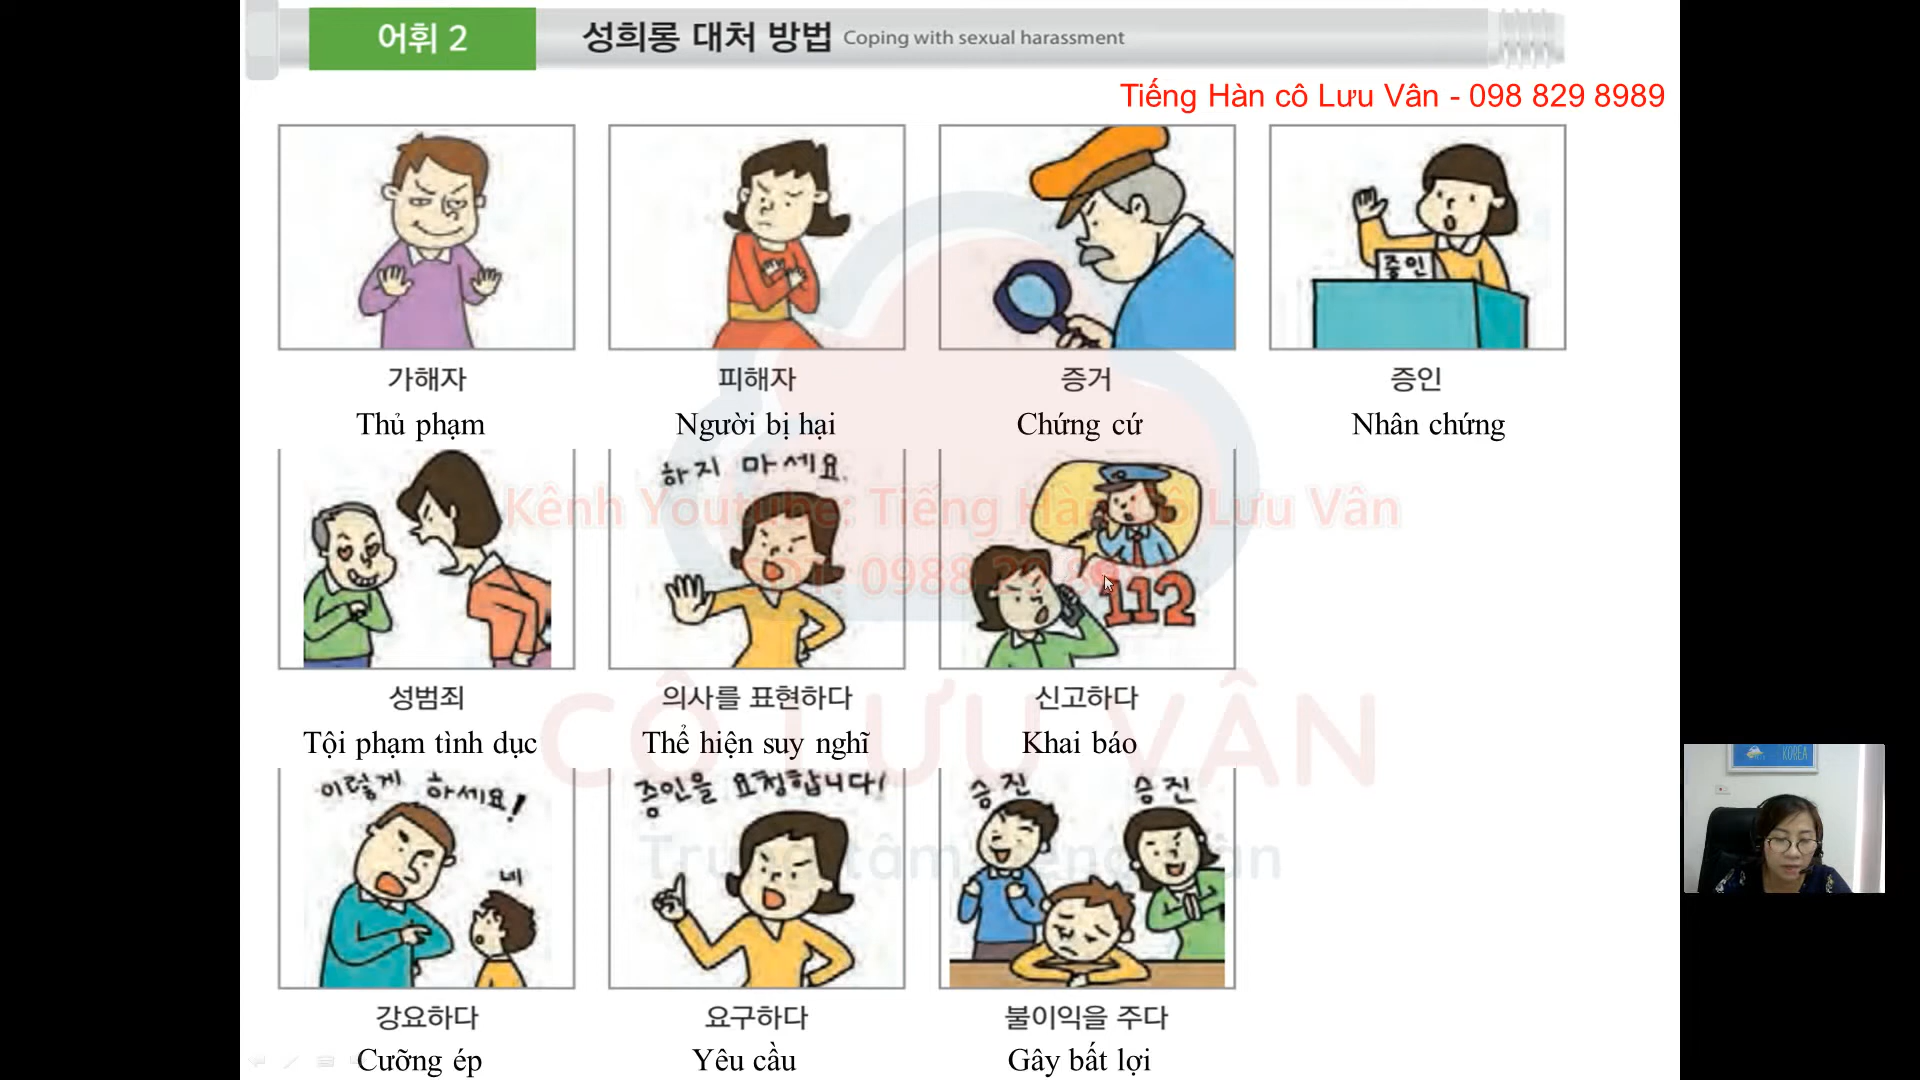 어휘 2
성희롱 대처 방법 Coping with sexual harassment
Tiếng Hàn cô Lưu Vân - 098 829 8989
증인
가해자 피해자 증거 증인
Thủ phạm Người bị hại Chứng cứ Nhân chứng
하지 마세요.
Kênh Youtube: Tiếng Hàn Cô Lưu Vân
112
성범죄 의사를 표현하다 신고하다
CÔ LƯU VÂN
Tội phạm tình dục Thể hiện suy nghĩ Khai báo
이렇게 하세요!
네
증인을 요청합니다!
승진 승진
강요하다 요구하다 불이익을 주다
Cưỡng ép Yêu cầu Gây bất lợi
KOREA